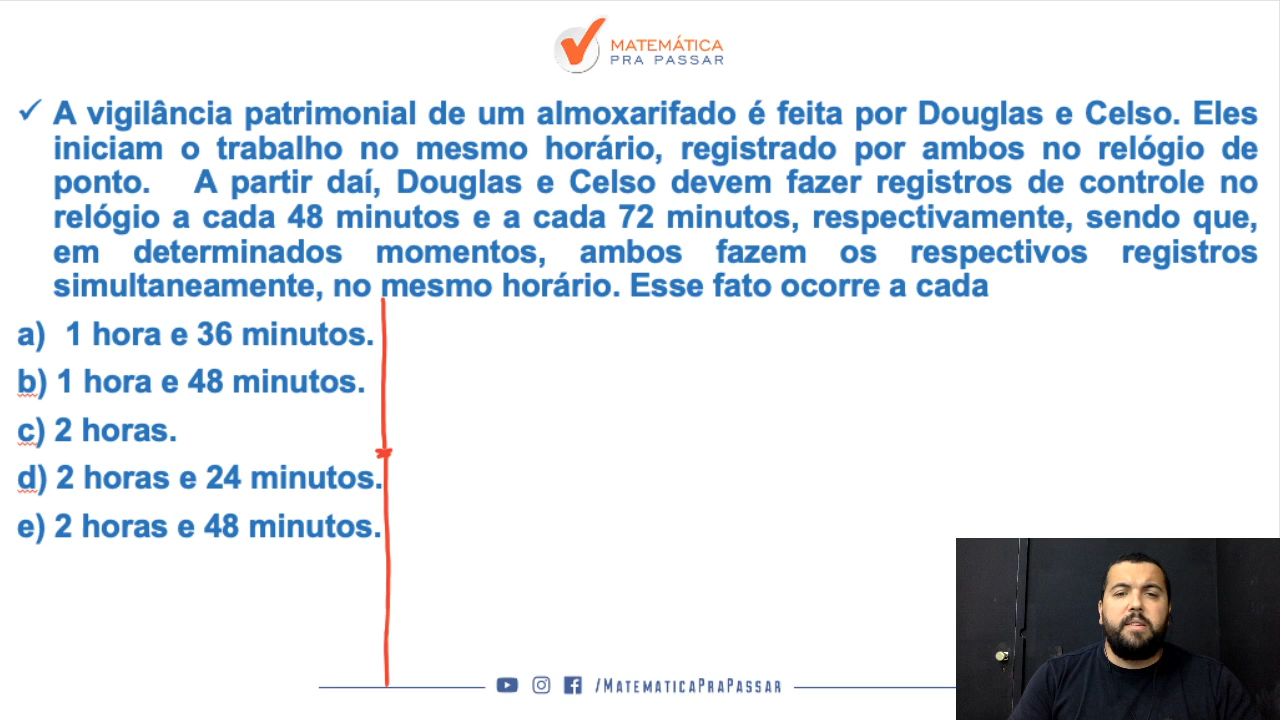 MATEMÁTICA
PRA PASSAR
✓ A vigilância patrimonial de um almoxarifado é feita por Douglas e Celso. Eles
iniciam o trabalho no mesmo horário, registrado por ambos no relógio de
ponto. A partir daí, Douglas e Celso devem fazer registros de controle no
relógio a cada 48 minutos e a cada 72 minutos, respectivamente, sendo que,
em determinados momentos, ambos fazem os respectivos registros
simultaneamente, no mesmo horário. Esse fato ocorre a cada
a) 1 hora e 36 minutos.
b) 1 hora e 48 minutos.
c) 2 horas.
d) 2 horas e 24 minutos.
e) 2 horas e 48 minutos.
/MATEMATICAPRAPASSAR